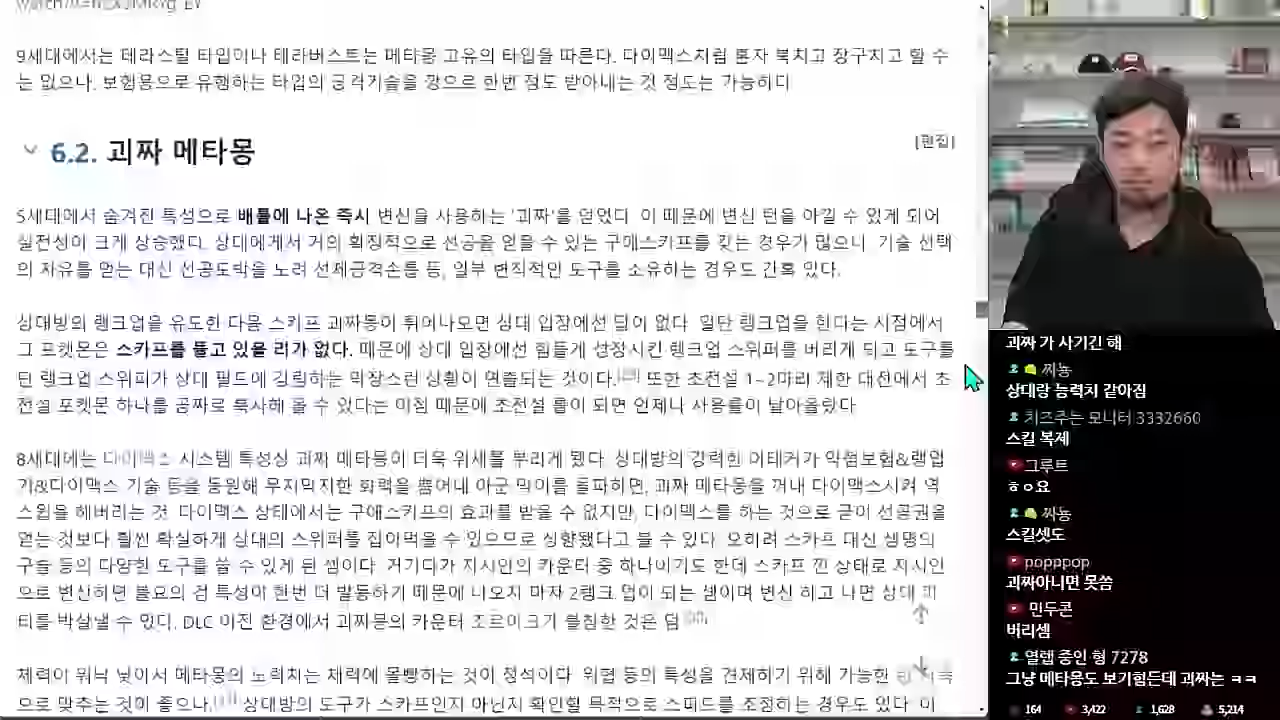 9세대에서는 테라스탈 타입이나 테라버스트는 메타몽 고유의 타입을 따른다. 다이맥스처럼 혼자 북치고 장구치고 할 수
는 없으나, 보험용으로 유행하는 타입의 공격기술을 깡으로 한번 정도 받아내는 것 정도는 가능하다
6.2. 괴짜 메타몽
[편집]
5세대에서 숨겨진 특성으로 배틀에 나온 즉시 변신을 사용하는 '괴짜'를 얻었다. 이 때문에 변신 턴을 아낄 수 있게 되어
실전성이 크게 상승했다. 상대에게서 거의 확정적으로 선공을 얻을 수 있는 구애스카프를 갖는 경우가 많으나, 기술 선택
의 자유를 얻는 대신 선공도박을 노려 선제공격손톱 등, 일부 변칙적인 도구를 소유하는 경우도 간혹 있다.
상대방의 랭크업을 유도한 다음 스카프 괴짜몽이 튀어나오면 상대 입장에선 답이 없다. 일단 랭크업을 한다는 시점에서
그 포켓몬은 스카프를 들고 있을 리가 없다. 때문에 상대 입장에선 힘들게 성장시킨 랭크업 스위퍼를 버리게 되고 도구를
턴 랭크업 스위퍼가 상대 필드에 강림하는 막장스런 상황이 연출되는 것이다. 또한 초전설 1~2마리 제한 대전에서 초
전설 포켓몬 하나를 공짜로 복사해 올 수 있다는 이점 때문에 초전설 룰이 되면 언제나 사용률이 날아올랐다.
8세대에는 다이맥스 시스템 특성상 괴짜 메타몽이 더욱 위세를 부리게 됐다. 상대방의 강력한 어태커가 약점보험&랭업
기&다이맥스 기술 등을 동원해 무지막지한 화력을 뿜어내 아군 막이를 돌파하면, 괴짜 메타몽을 꺼내 다이맥스시켜 역
스윕을 해버리는 것. 다이맥스 상태에서는 구애스카프의 효과를 받을 수 없지만, 다이맥스를 하는 것으로 굳이 선공권을
얻는 것보다 훨씬 확실하게 상대의 스위퍼를 잡아먹을 수 있으므로 상향됐다고 볼 수 있다. 오히려 스카프 대신 생명의
구슬 등의 다양한 도구를 쓸 수 있게 된 셈이다. 거기다가 자시안의 카운터 중 하나이기도 한데 스카프 낀 상태로 자시안
으로 변신하면 불요의 검 특성이 한번 더 발동하기 때문에 나오자 마자 2랭크 업이 되는 셈이며 변신 하고 나면 상대 파
티를 박살낼 수 있다. DLC 이전 환경에서 괴짜몽의 카운터 조르아크가 불참한 것은 덤
체력이 워낙 낮아서 메타몽의 노력치는 체력에 몰빵하는 것이 정석이다. 위협 등의 특성을 견제하기 위해 가능한
으로 맞추는 것이 좋으나, 상대방의 도구가 스카프인지 아닌지 확인할 목적으로 스피드를 조정하는 경우도 있다. 이
괴짜 가 사기긴 해
찌뇽
상대랑 능력치 같아짐
치즈주는 모니터 3332660
스킬 복제
그루트
ㅎㅇ요
찌뇽
스킬셋도
popppop
괴짜아니면 못씀
만두콘
버리셈
열렙 중인 형 7278
그냥 메타몽도 보기힘든데 괴짜는 ㅋㅋ
164 3,422 1,628 5,214